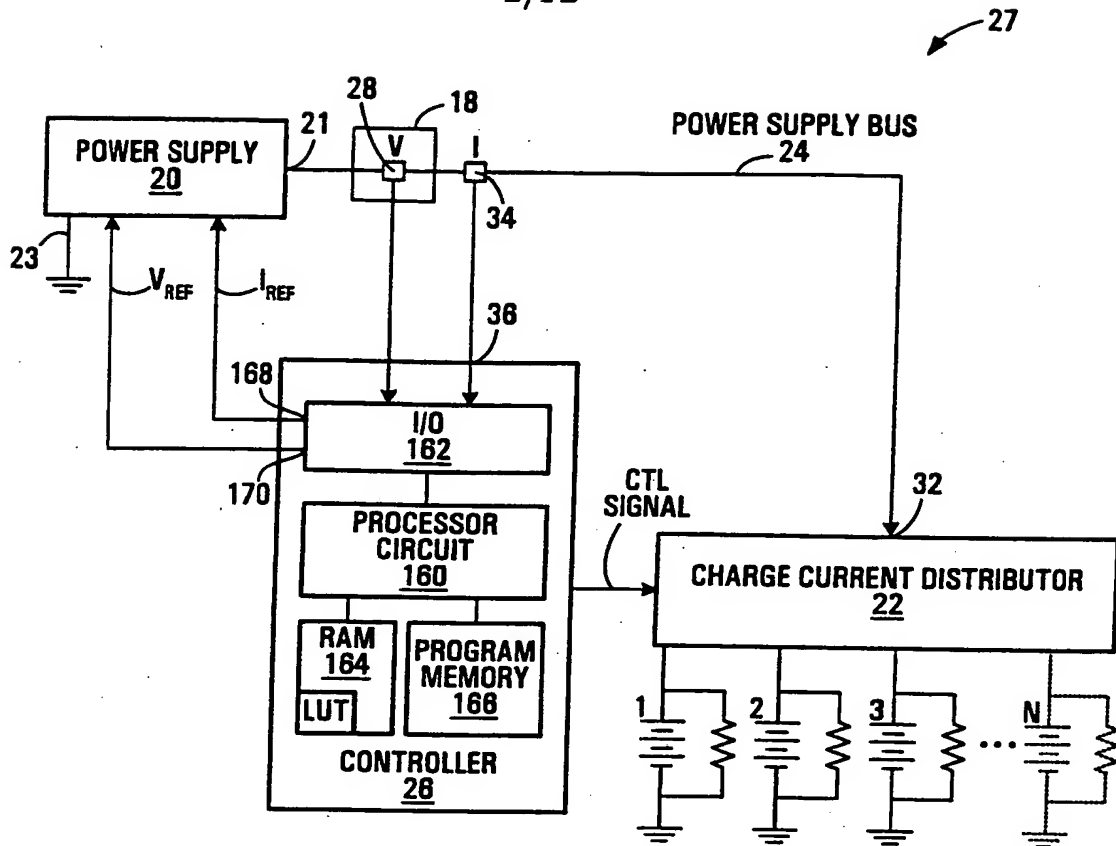 27
28
18
21
V
I
POWER SUPPLY
20
POWER SUPPLY BUS
24
34
23
VREF
IREF
36
168
I/O
162
170
CTL
SIGNAL
32
PROCESSOR
CIRCUIT
160
CHARGE CURRENT DISTRIBUTOR
22
RAM
164
LUT
PROGRAM
MEMORY
166
CONTROLLER
26
1
2
3
N